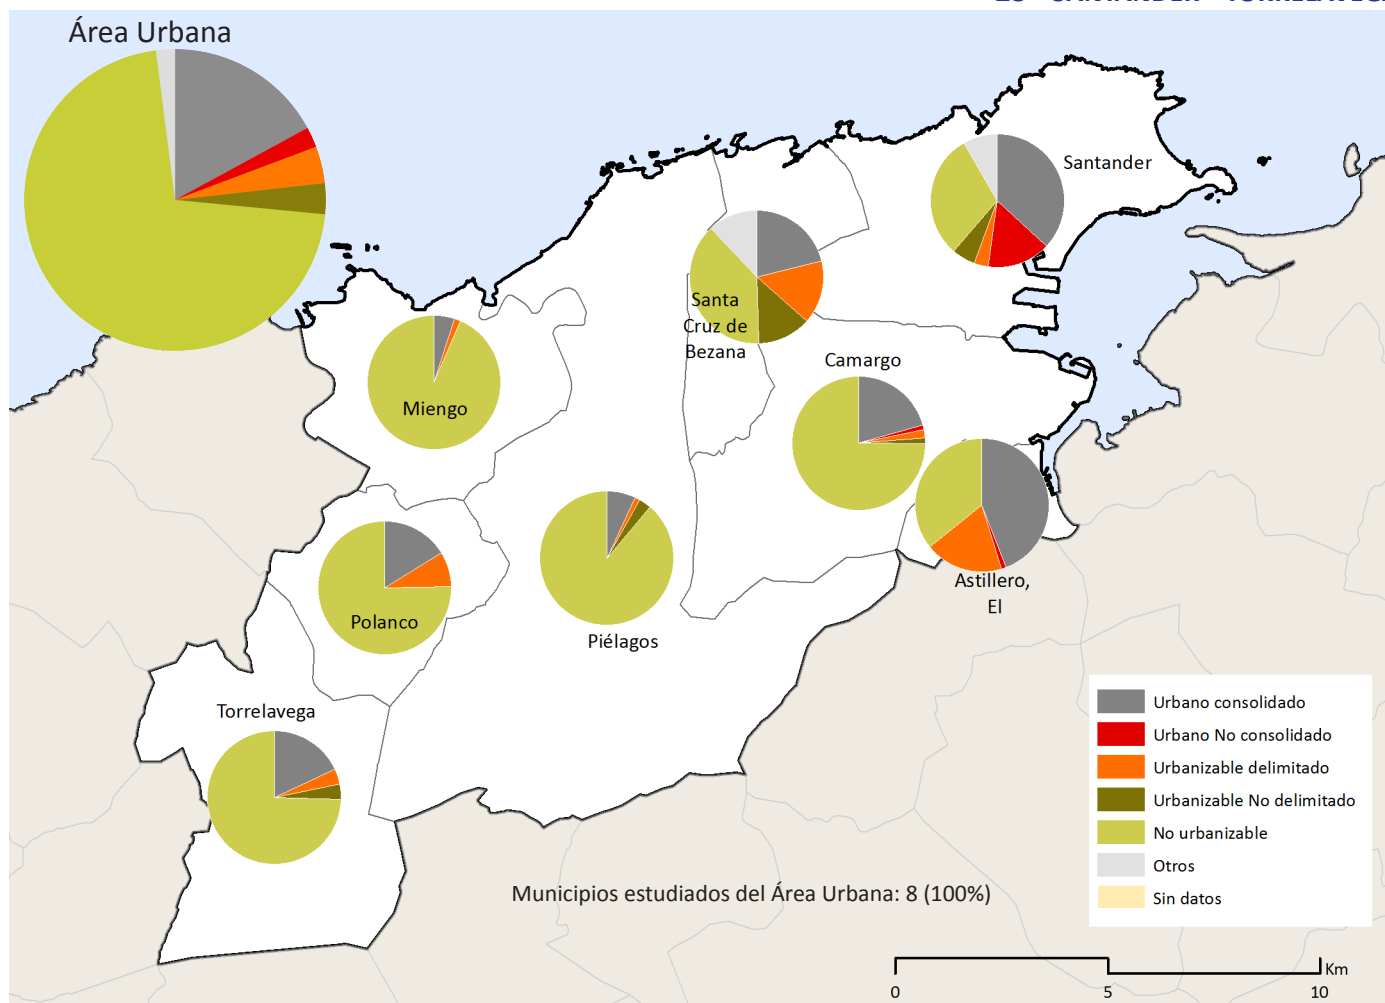 Área Urbana
Santander
Santa
Cruz de
Bezana
Camargo
Miengo
Astillero,
El
Polanco
Piélagos
Torrelavega
Urbano consolidado
Urbano No consolidado
Urbanizable delimitado
Urbanizable No delimitado
No urbanizable
Otros
Sin datos
Municipios estudiados del Área Urbana: 8 (100%)
Km
0 5 10